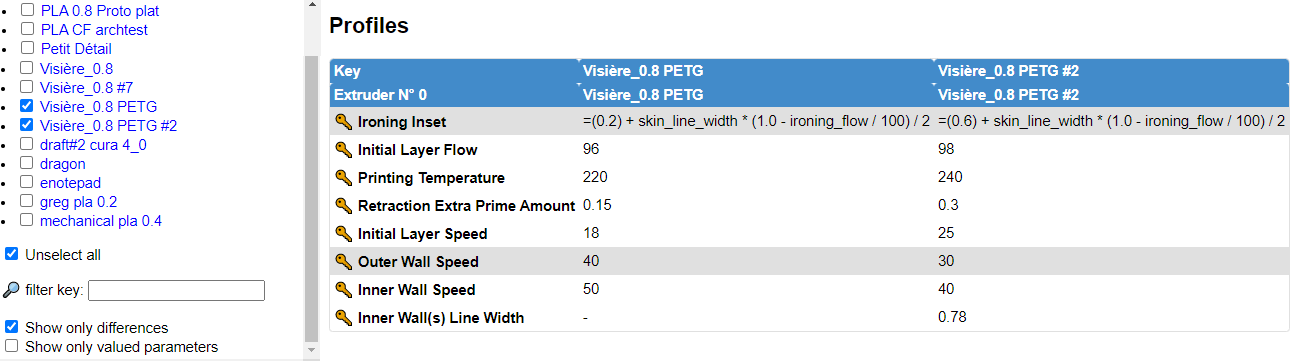 PLA 0.8 Proto plat
PLA CF archtest
Petit Détail
Visière_0.8
Visière_0.8 #7
Visière_0.8 PETG
Visière_0.8 PETG #2
draft#2 cura 4_0
dragon
enotepad
greg pla 0.2
mechanical pla 0.4
Unselect all
filter key:
Show only differences
Show only valued parameters
Profiles
Key Visière_0.8 PETG Visière_0.8 PETG #2
Extruder N° 0 Visière_0.8 PETG Visière_0.8 PETG #2
Ironing Inset =(0.2) + skin_line_width * (1.0 - ironing_flow / 100) / 2 =(0.6) + skin_line_width * (1.0 - ironing_flow / 100) / 2
Initial Layer Flow 96 98
Printing Temperature 220 240
Retraction Extra Prime Amount 0.15 0.3
Initial Layer Speed 18 25
Outer Wall Speed 40 30
Inner Wall Speed 50 40
Inner Wall(s) Line Width - 0.78